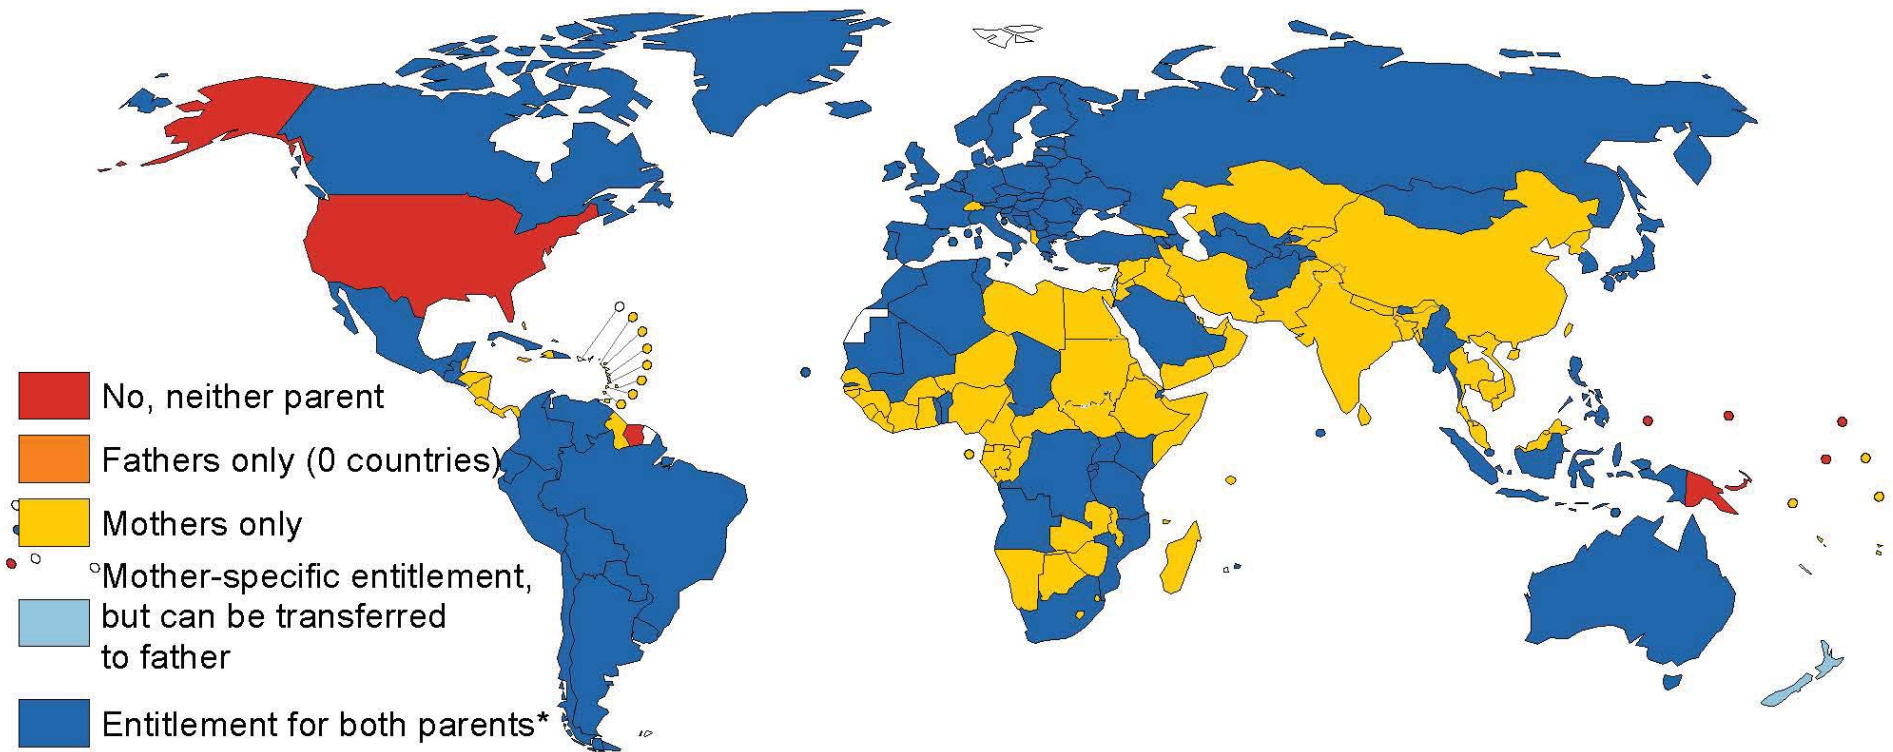 No, neither parent
Fathers only (0 countries)
Mothers only
Mother-specific entitlement,
but can be transferred
to father
Entitlement for both parents*